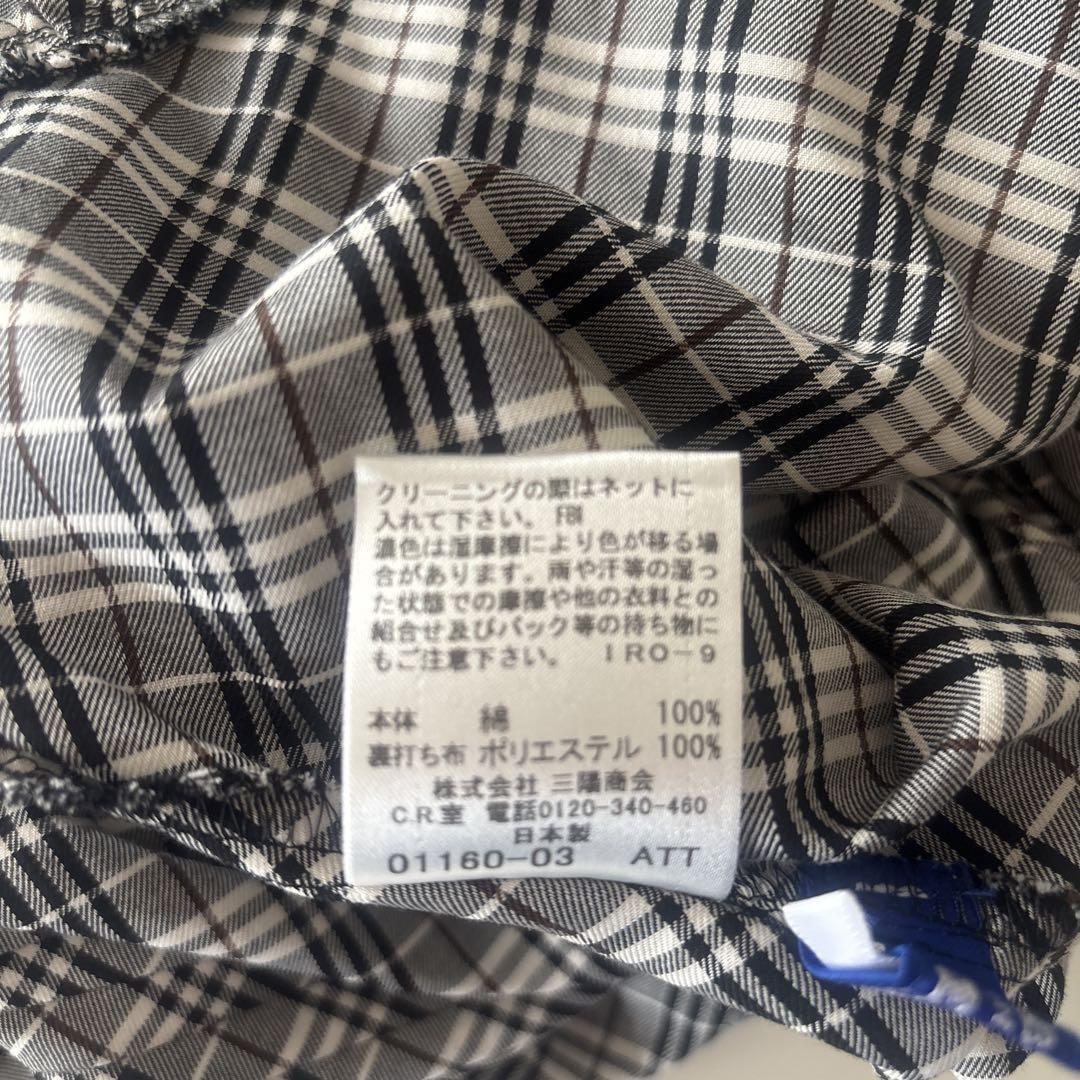 クリーニングの際はネットに
入れて下さい。 FBI
濃色は湿摩擦により色が移る場
合があります。雨や汗等の湿っ
た状態での摩擦や他の衣料との
組合せ及びバック等の持ち物に
もご注意下さい。 IRO-9
本体 綿 100%
裏打ち布 ポリエステル 100%
株式会社 三陽商会
C.R.室 電話0120-340-460
日本製
01160-03 ATT